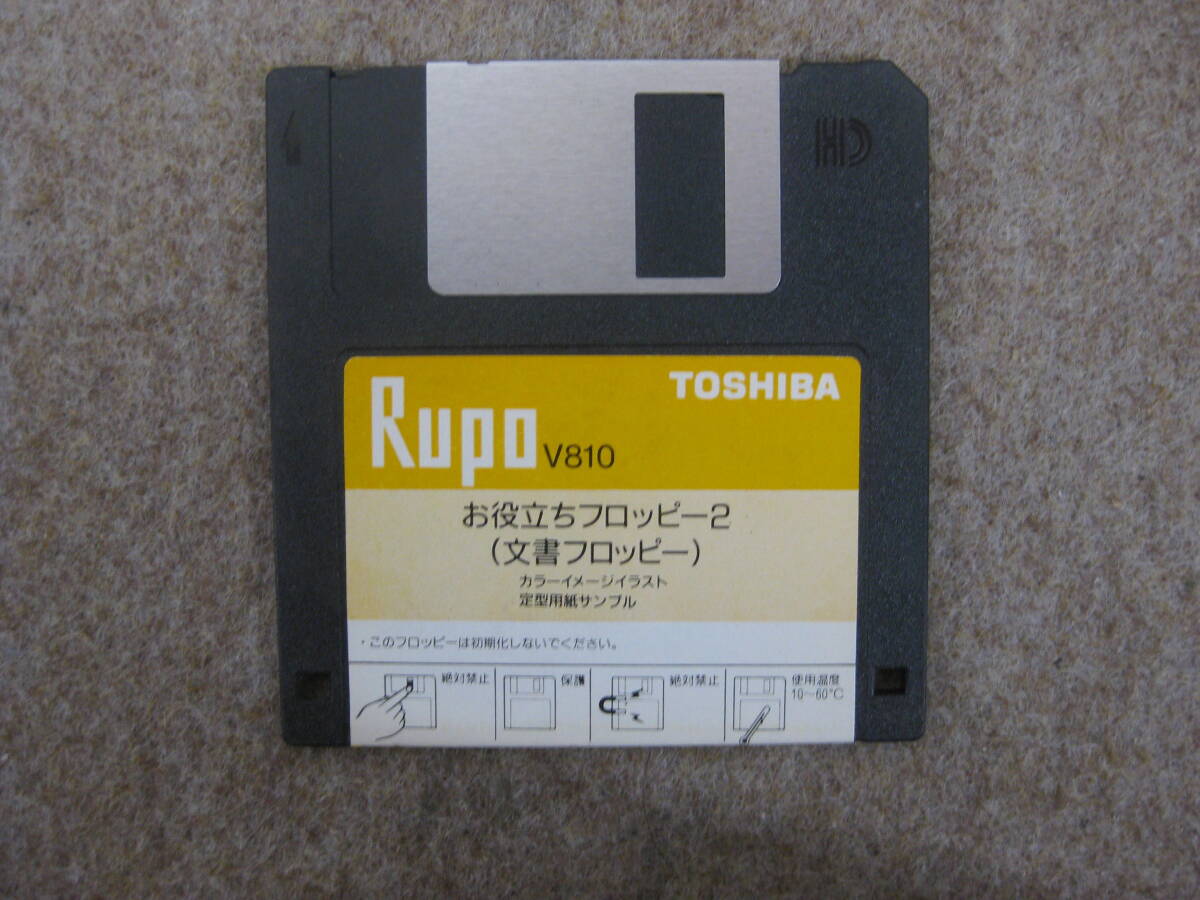 HD
TOSHIBA
Rupo V810
お役立ちフロッピー2
（文書フロッピー）
カラーイメージイラスト
定型用紙サンプル
・このフロッピーは初期化しないでください。
絶対禁止
保護
絶対禁止
使用温度
10～60℃